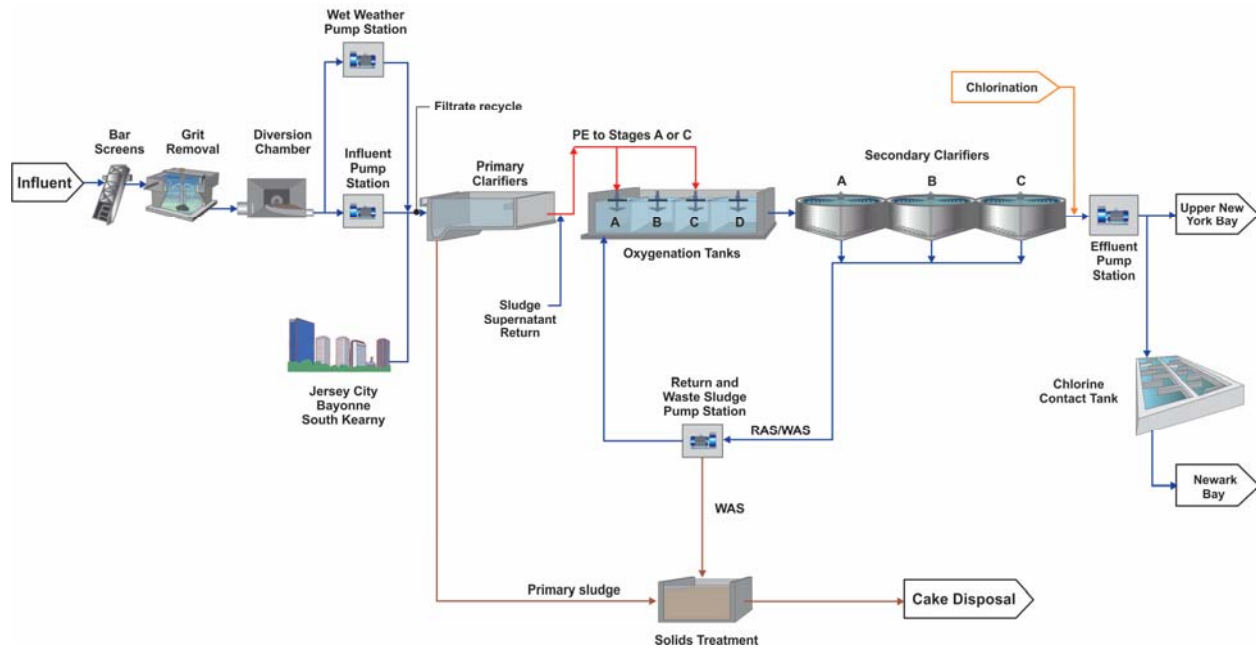 Wet Weather
Pump Station
Filtrate recycle
Chlorination
Bar
Screens
Grit
Removal
Diversion
Chamber
Influent
Pump
Station
PE to Stages A or C
Primary
Clarifiers
Secondary Clarifiers
Influent
A
B
C
A
B
C
D
Upper New
York Bay
Oxygenation Tanks
Effluent
Pump
Station
Sludge
Supernatant
Return
Jersey City
Bayonne
South Kearny
Return and
Waste Sludge
Pump Station
RAS/WAS
Chlorine
Contact Tank
Newark
Bay
WAS
Primary sludge
Cake Disposal
Solids Treatment